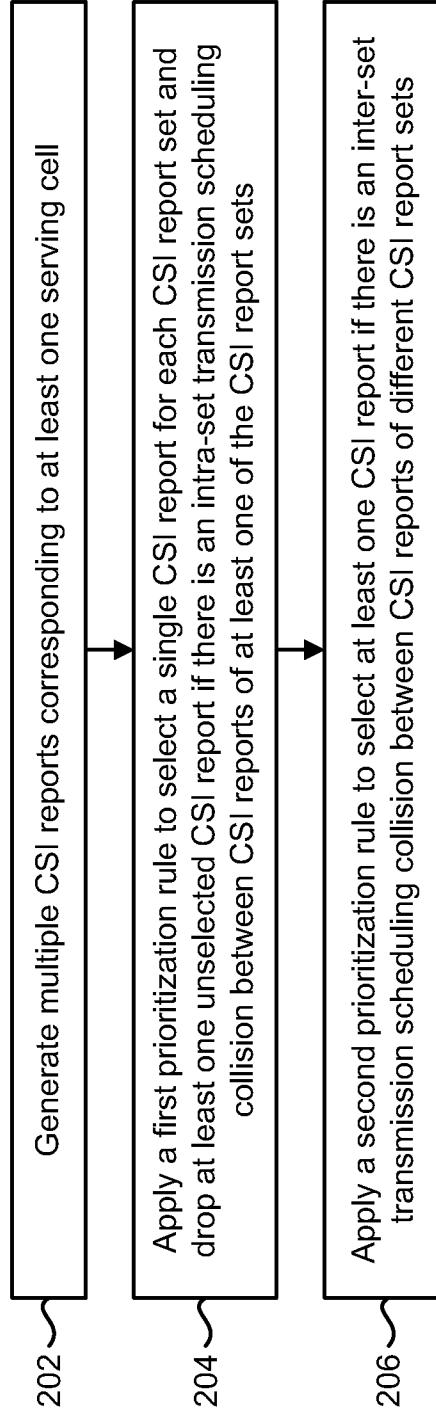 202
Generate multiple CSI reports corresponding to at least one serving cell
204
Apply a first prioritization rule to select a single CSI report for each CSI report set and
drop at least one unselected CSI report if there is an intra-set transmission scheduling
collision between CSI reports of at least one of the CSI report sets
206
Apply a second prioritization rule to select at least one CSI report if there is an inter-set
transmission scheduling collision between CSI reports of different CSI report sets